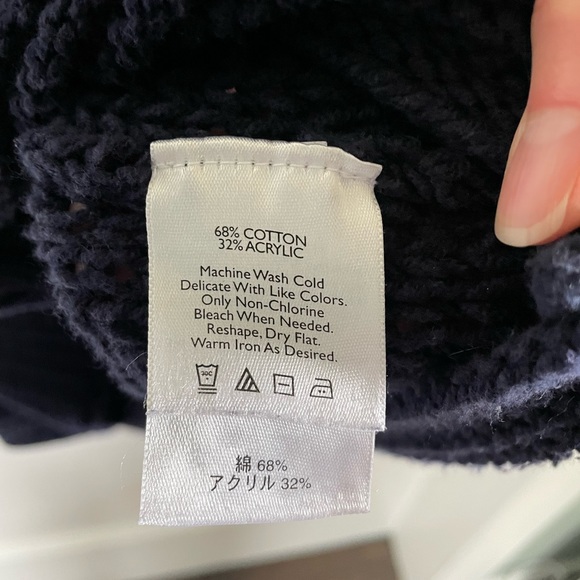 68% COTTON
32% ACRYLIC
Machine Wash Cold
Delicate With Like Colors.
Only Non-Chlorine
Bleach When Needed.
Reshape, Dry Flat.
Warm Iron As Desired.
30C
綿 68%
アクリル 32%